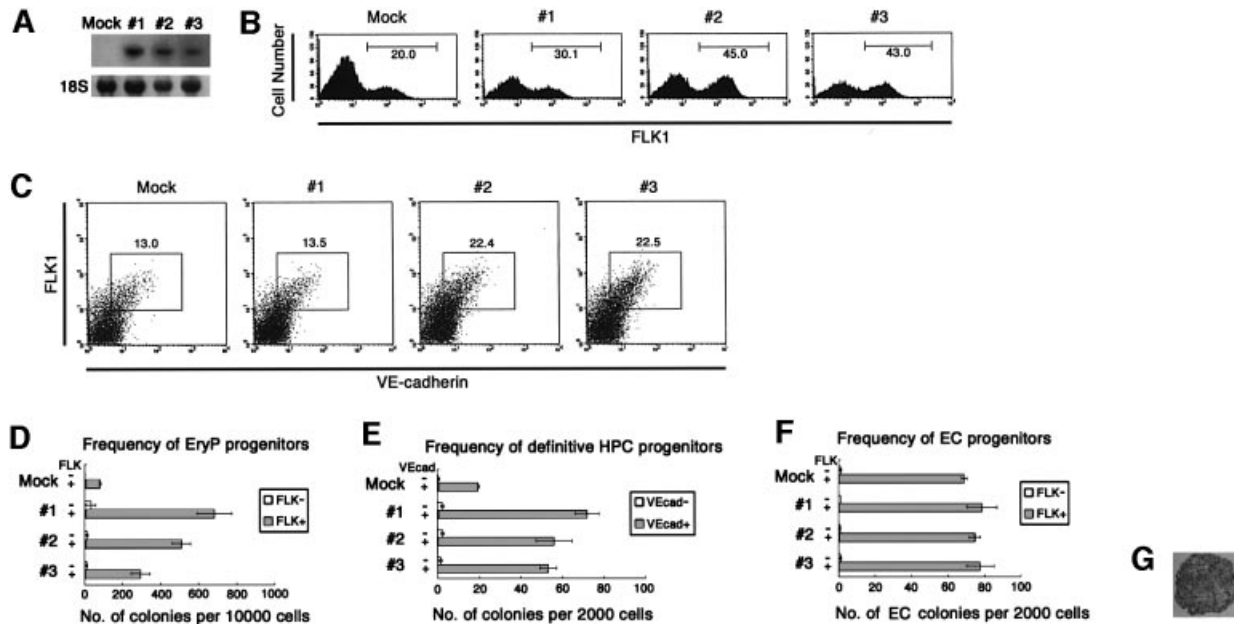 A
Mock #1 #2 #3
18S
B
Mock #1 #2 #3
Cell Number
20.0 30.1 45.0 43.0
FLK1
C
Mock #1 #2 #3
FLK1
13.0 13.5 22.4 22.5
VE-cadherin
D
Frequency of EryP progenitors
FLK
Mock - +
#1 - +
#2 - +
#3 - +
FLK-
FLK+
0 200 400 600 800 1000
No. of colonies per 10000 cells
E
Frequency of definitive HPC progenitors
VEcad
Mock - +
#1 - +
#2 - +
#3 - +
VEcad-
VEcad+
0 20 40 60 80 100
No. of colonies per 2000 cells
F
Frequency of EC progenitors
FLK
Mock - +
#1 - +
#2 - +
#3 - +
FLK-
FLK+
0 20 40 60 80 100
No. of EC colonies per 2000 cells
G